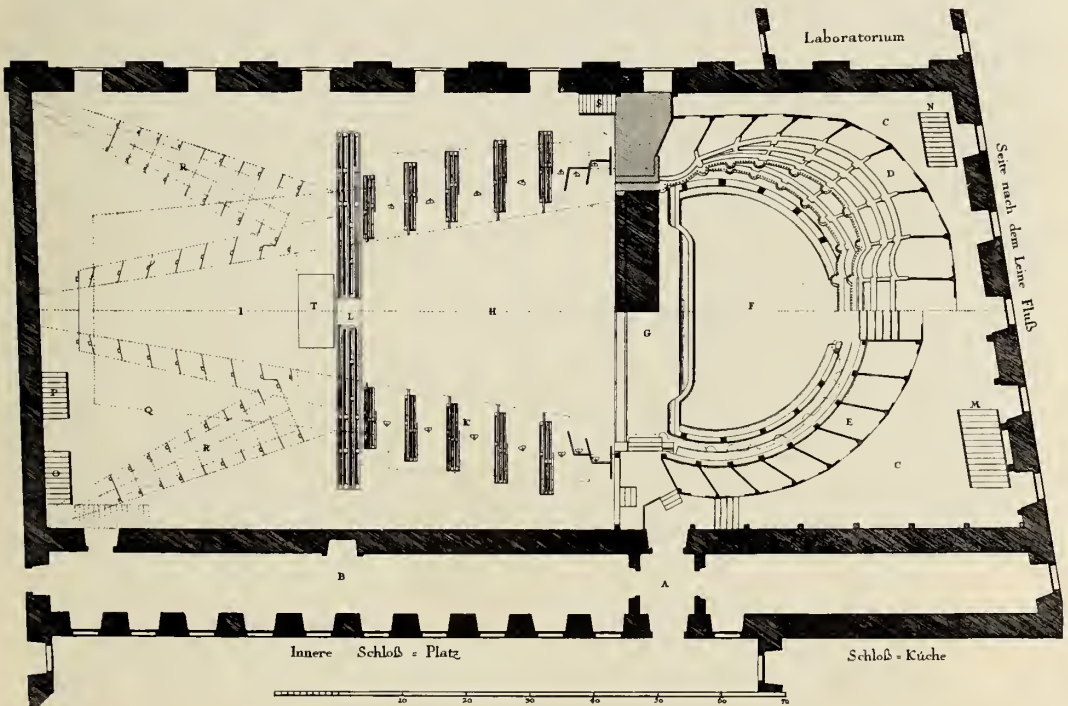 Laboratorium
S
N
C
R
D
Seite nach dem Leine Fluß
I
T
L
H
G
F
P
Q
K
E
M
O
R
C
B
A
Innere Schloß = Platz
Schloß = Küche
10 20 30 40 50 60 70